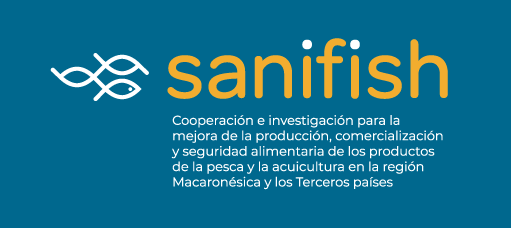 sanifish
Cooperación e investigación para la
mejora de la producción, comercialización
y seguridad alimentaria de los productos
de la pesca y la acuicultura en la región
Macaronésica y los Terceros países